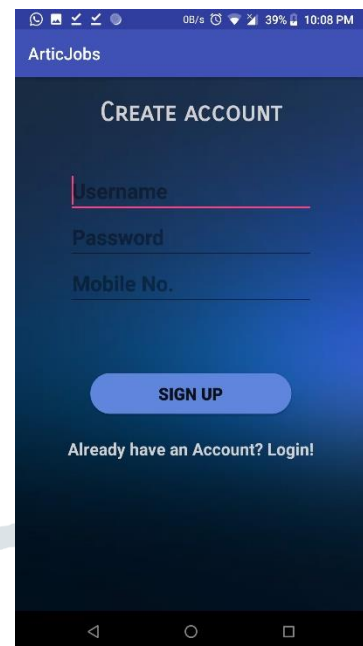 0B/s 39% 10:08 PM
ArticJobs
CREATE ACCOUNT
Username
Password
Mobile No.
SIGN UP
Already have an Account? Login!